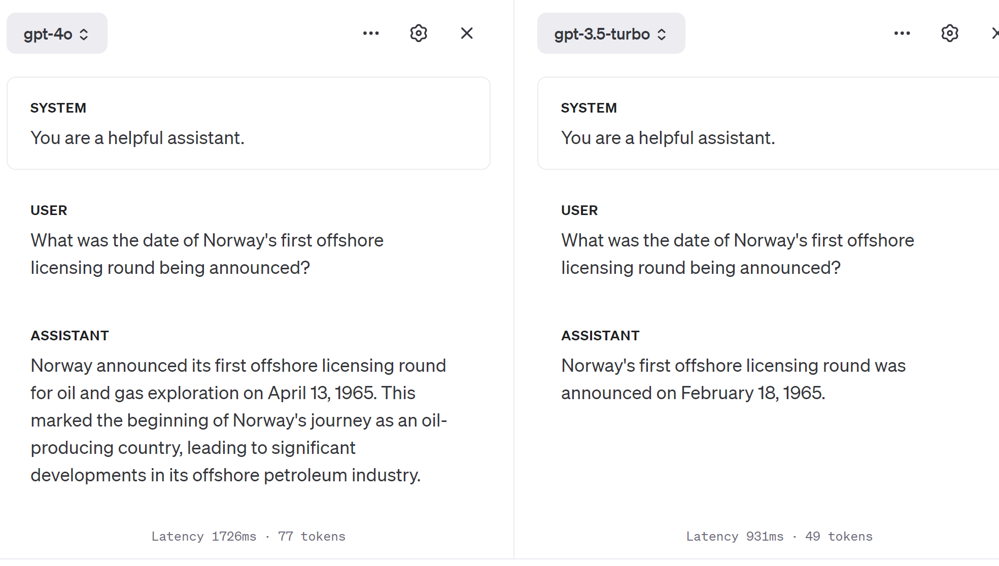 gpt-4o
SYSTEM
You are a helpful assistant.
USER
What was the date of Norway's first offshore
licensing round being announced?
ASSISTANT
Norway announced its first offshore licensing round
for oil and gas exploration on April 13, 1965. This
marked the beginning of Norway's journey as an oil-
producing country, leading to significant
developments in its offshore petroleum industry.
Latency 1726ms · 77 tokens
gpt-3.5-turbo
SYSTEM
You are a helpful assistant.
USER
What was the date of Norway's first offshore
licensing round being announced?
ASSISTANT
Norway's first offshore licensing round was
announced on February 18, 1965.
Latency 931ms · 49 tokens